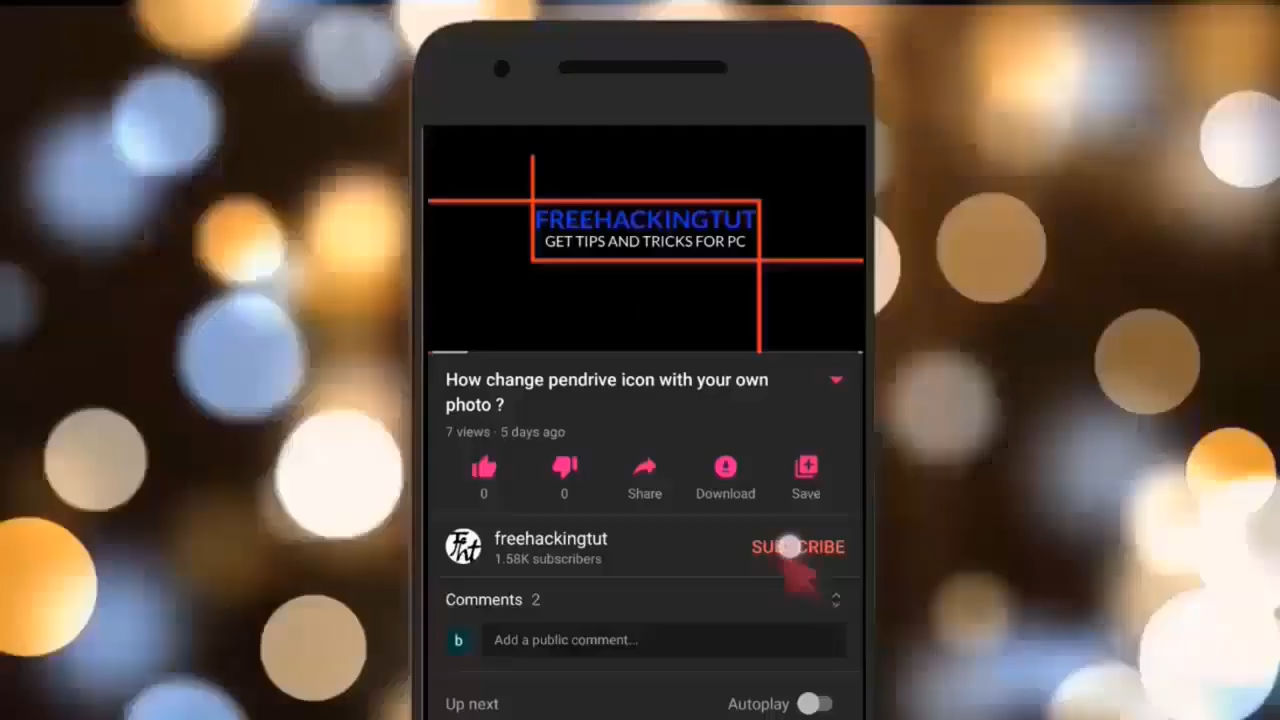 FREEHACKINGTUT
GET TIPS AND TRICKS FOR PC
How change pendrive icon with your own
photo ?
7 views · 5 days ago
0 0 Share Download Save
Fht freehackingtut SUBSCRIBE
1.58K subscribers
Comments 2
b Add a public comment...
Up next Autoplay